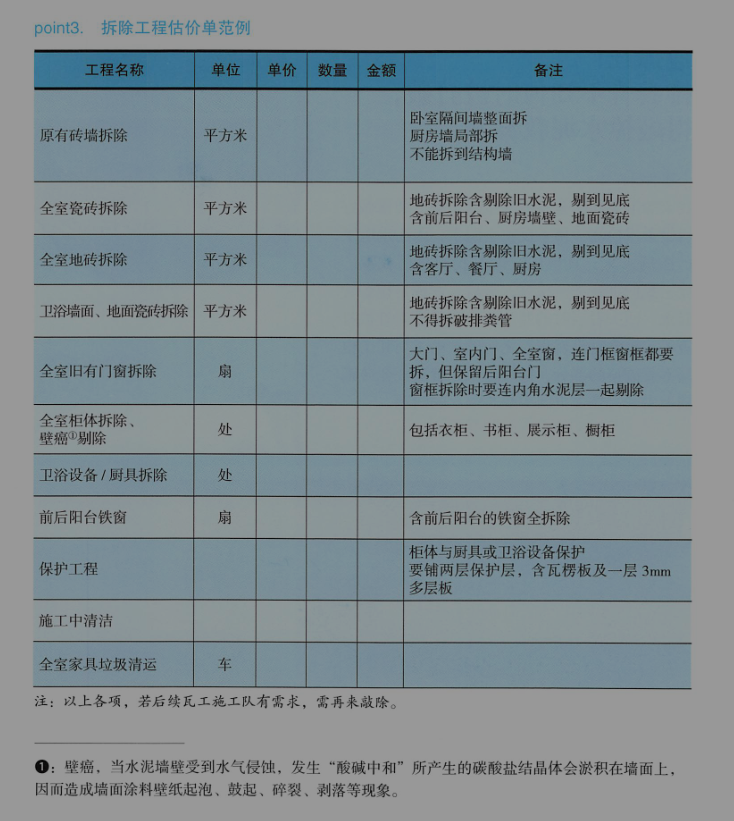 point3. 拆除工程估价单范例
工程名称 单位 单价 数量 金额 备注
原有砖墙拆除 平方米 卧室隔间墙整面拆
厨房墙局部拆
不能拆到结构墙
全室瓷砖拆除 平方米 地砖拆除含剔除旧水泥，剔到见底
含前后阳台、厨房墙壁、地面瓷砖
全室地砖拆除 平方米 地砖拆除含剔除旧水泥，剔到见底
含客厅、餐厅、厨房
卫浴墙面、地面瓷砖拆除 平方米 地砖拆除含剔除旧水泥，剔到见底
不得拆破排粪管
全室旧有门窗拆除 扇 大门、室内门、全室窗，连门框窗框都要
拆，但保留后阳台门
窗框拆除时要连内角水泥层一起剔除
全室柜体拆除、
壁癌①剔除 处 包括衣柜、书柜、展示柜、橱柜
卫浴设备/厨具拆除 处
前后阳台铁窗 扇 含前后阳台的铁窗全拆除
保护工程 柜体与厨具或卫浴设备保护
要铺两层保护层，含瓦楞板及一层3mm
多层板
施工中清洁
全室家具垃圾清运 车
注：以上各项，若后续瓦工施工队有需求，需再来敲除。
❶：壁癌，当水泥墙壁受到水气侵蚀，发生“酸碱中和”所产生的碳酸盐结晶体会淤积在墙面上，
因而造成墙面涂料壁纸起泡、鼓起、碎裂、剥落等现象。